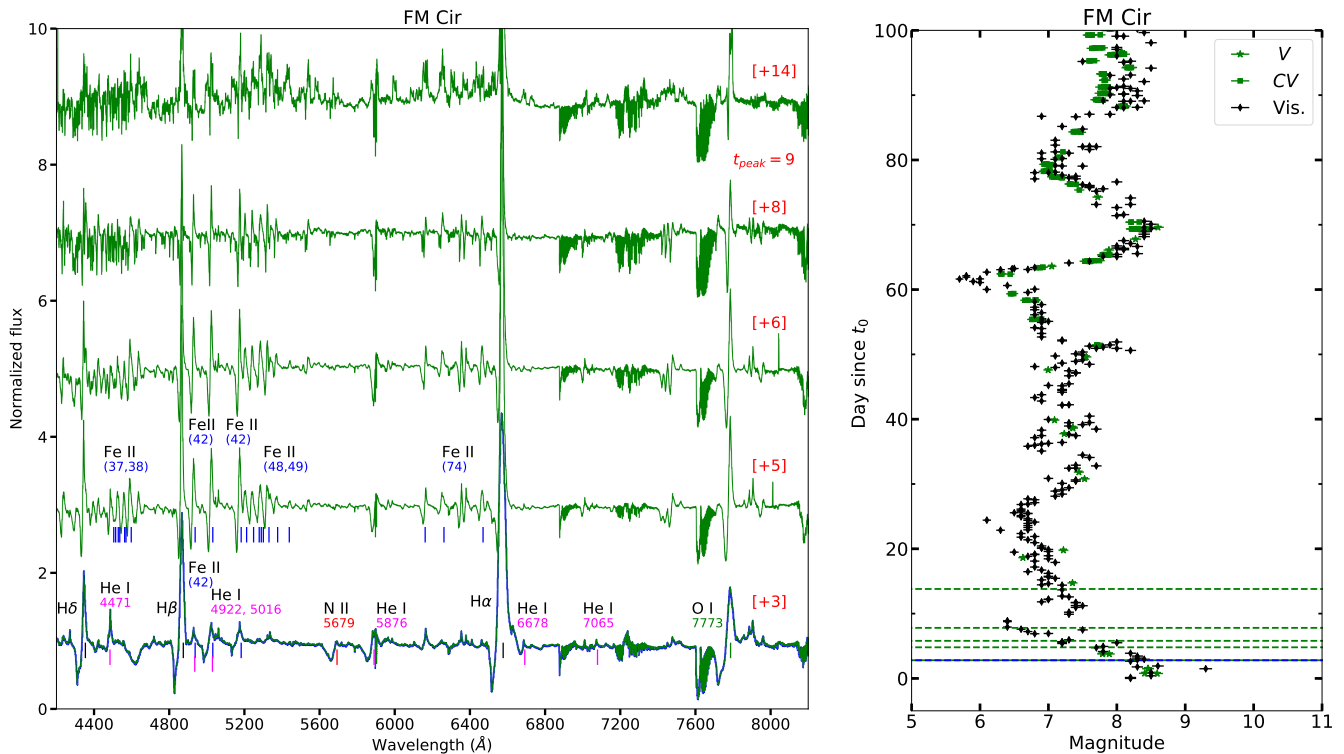 FM Cir
10
8
6
4
2
0
Normalized flux
[+14]
t_peak = 9
[+8]
[+6]
[+5]
[+3]
FeII
(42)
Fe II
(42)
Fe II
(37,38)
Fe II
(48,49)
Fe II
(74)
Fe II
(42)
Hδ
He I
4471
Hβ
He I
4922, 5016
N II
5679
He I
5876
Hα
He I
6678
He I
7065
O I
7773
4400 4800 5200 5600 6000 6400 6800 7200 7600 8000
Wavelength (Å)
FM Cir
V
CV
Vis.
100
80
60
40
20
0
Day since t₀
5 6 7 8 9 10 11
Magnitude